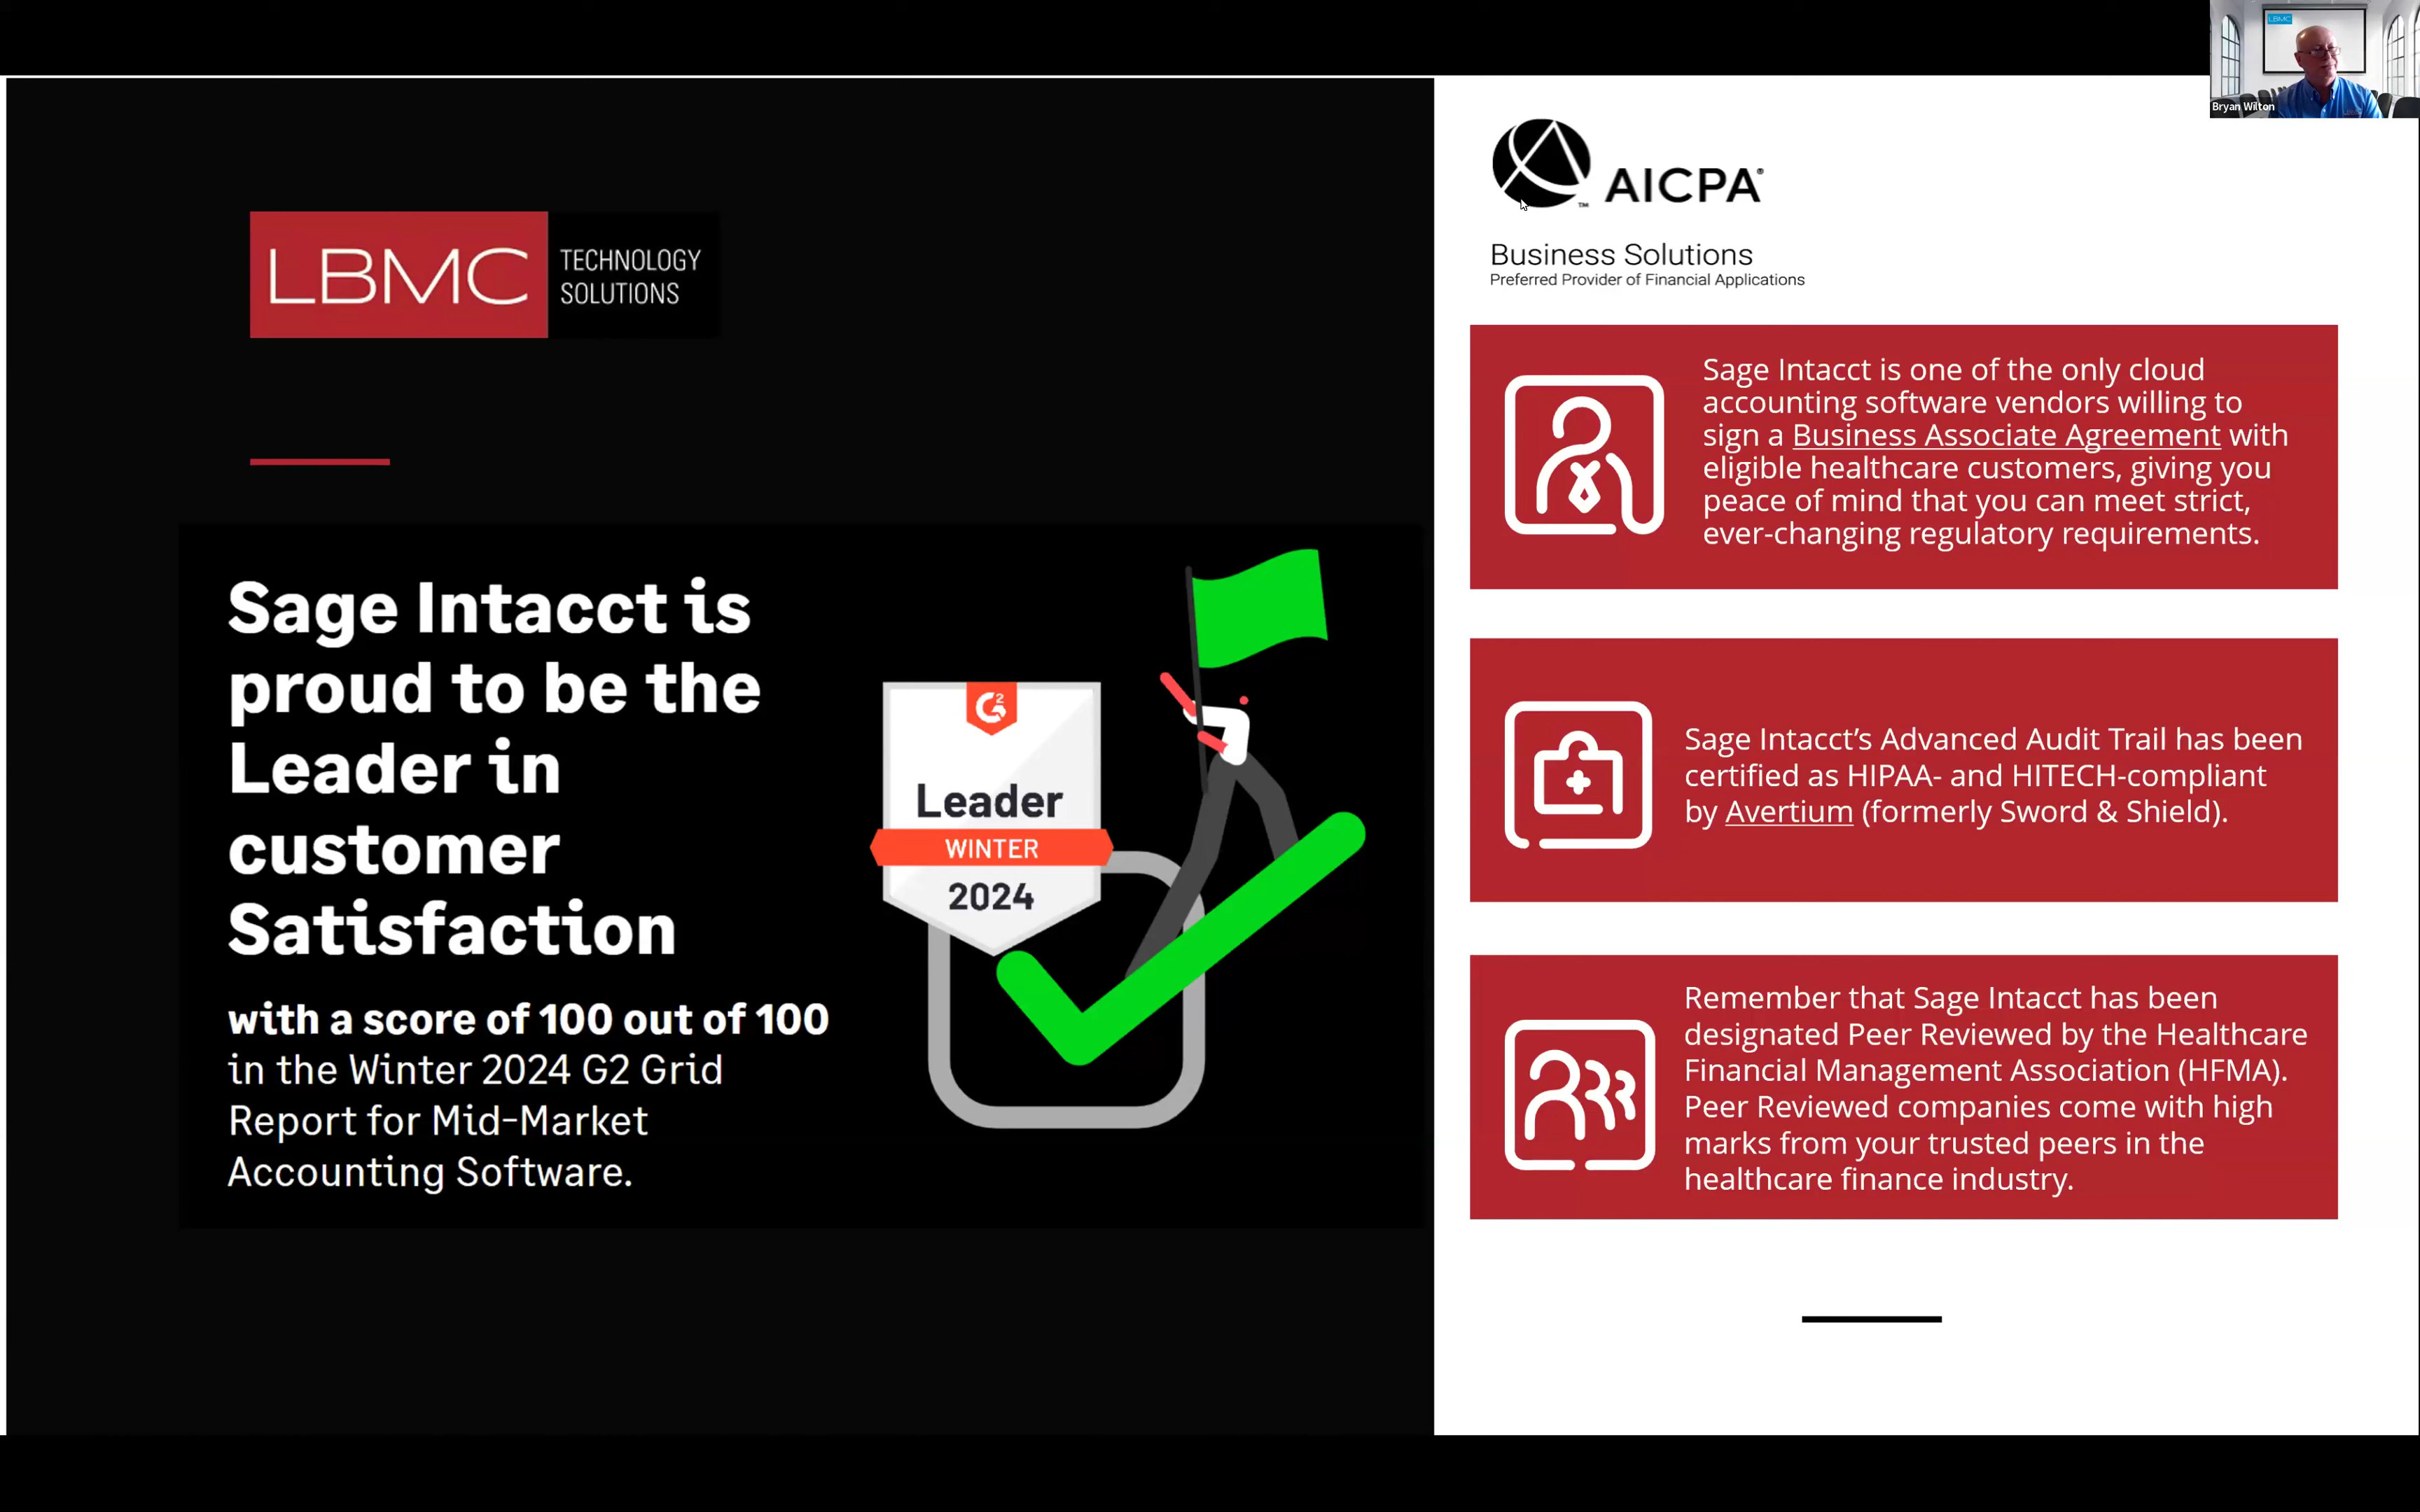 LBMC
Bryan Wilton
LBMC
TECHNOLOGY
SOLUTIONS
Sage Intacct is
proud to be the
Leader in
customer
Satisfaction
with a score of 100 out of 100
in the Winter 2024 G2 Grid
Report for Mid-Market
Accounting Software.
G2
Leader
WINTER
2024
AICPA®
™
Business Solutions
Preferred Provider of Financial Applications
Sage Intacct is one of the only cloud
accounting software vendors willing to
sign a Business Associate Agreement with
eligible healthcare customers, giving you
peace of mind that you can meet strict,
ever-changing regulatory requirements.
Sage Intacct’s Advanced Audit Trail has been
certified as HIPAA- and HITECH-compliant
by Avertium (formerly Sword & Shield).
Remember that Sage Intacct has been
designated Peer Reviewed by the Healthcare
Financial Management Association (HFMA).
Peer Reviewed companies come with high
marks from your trusted peers in the
healthcare finance industry.